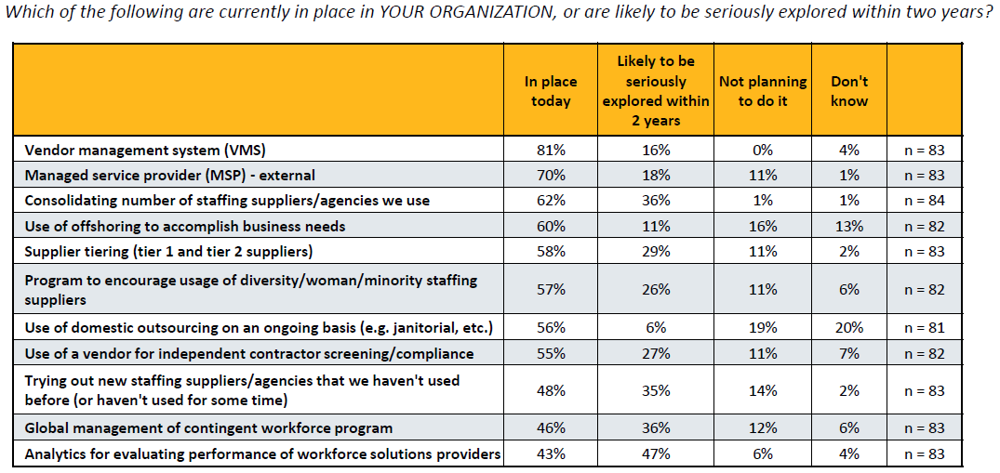 Which of the following are currently in place in YOUR ORGANIZATION, or are likely to be seriously explored within two years?
In place today | Likely to be seriously explored within 2 years | Not planning to do it | Don't know
Vendor management system (VMS) 81% 16% 0% 4% n = 83
Managed service provider (MSP) - external 70% 18% 11% 1% n = 83
Consolidating number of staffing suppliers/agencies we use 62% 36% 1% 1% n = 84
Use of offshoring to accomplish business needs 60% 11% 16% 13% n = 82
Supplier tiering (tier 1 and tier 2 suppliers) 58% 29% 11% 2% n = 83
Program to encourage usage of diversity/woman/minority staffing
suppliers 57% 26% 11% 6% n = 82
Use of domestic outsourcing on an ongoing basis (e.g. janitorial, etc.) 56% 6% 19% 20% n = 81
Use of a vendor for independent contractor screening/compliance 55% 27% 11% 7% n = 82
Trying out new staffing suppliers/agencies that we haven't used
before (or haven't used for some time) 48% 35% 14% 2% n = 83
Global management of contingent workforce program 46% 36% 12% 6% n = 83
Analytics for evaluating performance of workforce solutions providers 43% 47% 6% 4% n = 83